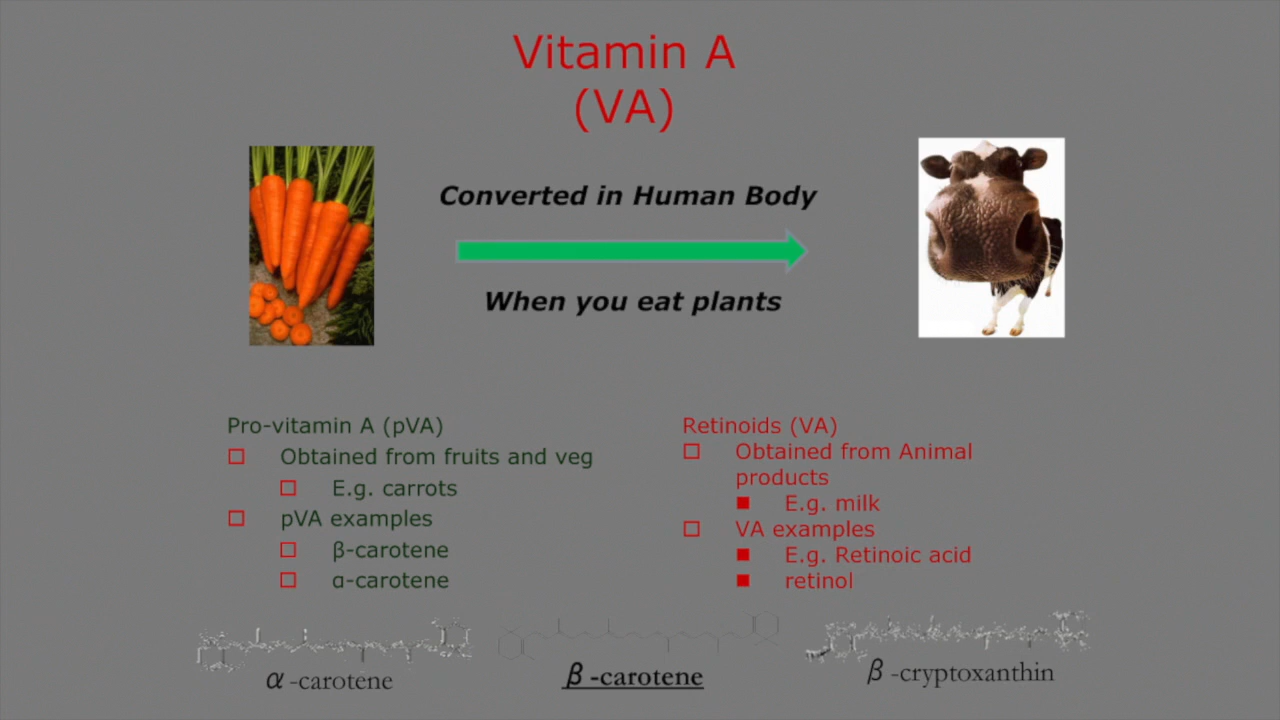 Vitamin A
(VA)
Converted in Human Body
When you eat plants
Pro-vitamin A (pVA)
Obtained from fruits and veg
E.g. carrots
pVA examples
β-carotene
α-carotene
Retinoids (VA)
Obtained from Animal
products
E.g. milk
VA examples
E.g. Retinoic acid
retinol
α -carotene
β -carotene
β -cryptoxanthin